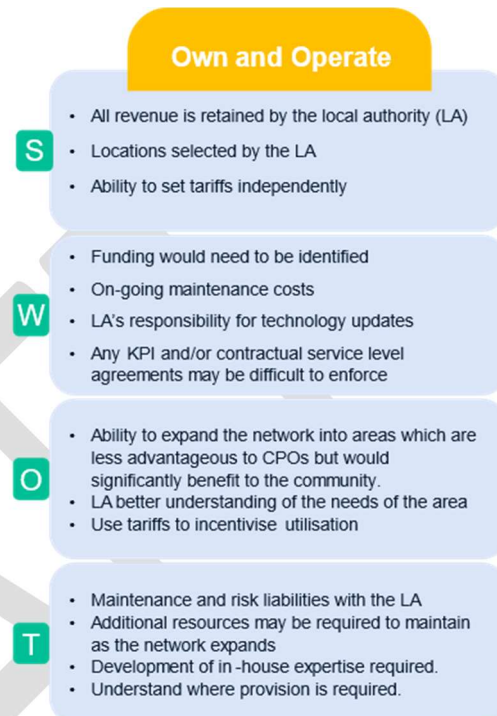 Own and Operate
S
• All revenue is retained by the local authority (LA)
• Locations selected by the LA
• Ability to set tariffs independently
W
• Funding would need to be identified
• On-going maintenance costs
• LA's responsibility for technology updates
• Any KPI and/or contractual service level
agreements may be difficult to enforce
O
• Ability to expand the network into areas which are
less advantageous to CPOs but would
significantly benefit to the community.
• LA better understanding of the needs of the area
• Use tariffs to incentivise utilisation
T
• Maintenance and risk liabilities with the LA
• Additional resources may be required to maintain
as the network expands
• Development of in-house expertise required.
• Understand where provision is required.